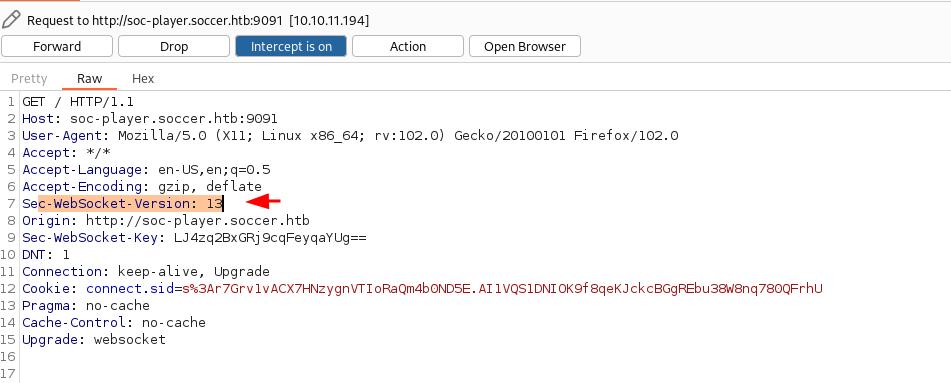 Request to http://soc-player.soccer.htb:9091 [10.10.11.194]
Forward Drop Intercept is on Action Open Browser
Pretty Raw Hex
1 GET / HTTP/1.1
2 Host: soc-player.soccer.htb:9091
3 User-Agent: Mozilla/5.0 (X11; Linux x86_64; rv:102.0) Gecko/20100101 Firefox/102.0
4 Accept: */*
5 Accept-Language: en-US,en;q=0.5
6 Accept-Encoding: gzip, deflate
7 Sec-WebSocket-Version: 13
8 Origin: http://soc-player.soccer.htb
9 Sec-WebSocket-Key: LJ4zq2BxGRj9cqFeyqaYUg==
10 DNT: 1
11 Connection: keep-alive, Upgrade
12 Cookie: connect.sid=s%3Ar7Grv1vACX7HNzygnVTIoRaQm4b0ND5E.AI1VQS1DNIOK9f8qeKJckcBGgREbu38W8nq780QFrhU
13 Pragma: no-cache
14 Cache-Control: no-cache
15 Upgrade: websocket
16
17